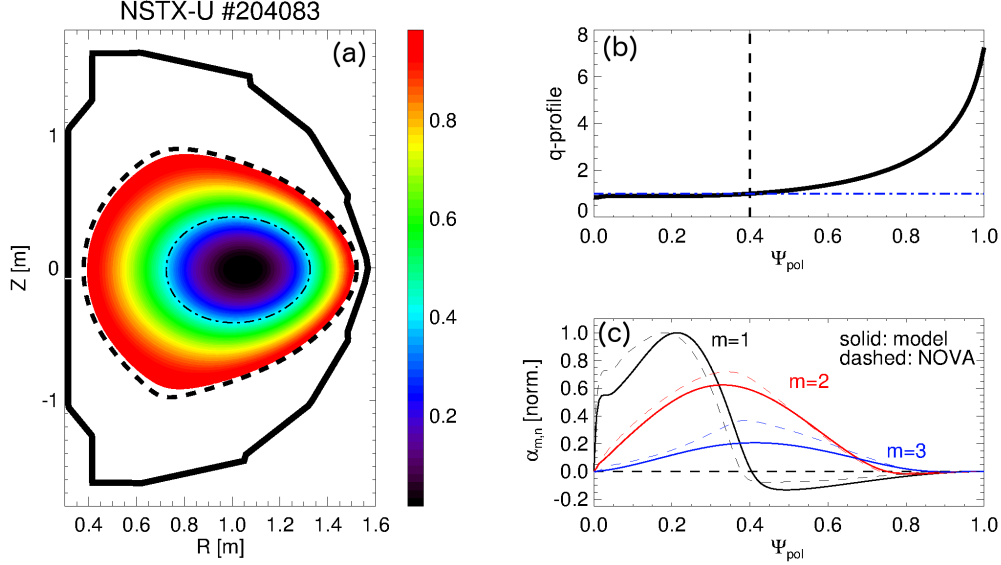 NSTX-U #204083
(a)
Z [m]
1
0
-1
0.4 0.6 0.8 1.0 1.2 1.4 1.6
R [m]
0.8
0.6
0.4
0.2
(b)
q-profile
8
6
4
2
0
0.0 0.2 0.4 0.6 0.8 1.0
Ψpol
(c)
αm,n [norm.]
1.0
0.8
0.6
0.4
0.2
0.0
-0.2
m=1
m=2
m=3
solid: model
dashed: NOVA
0.0 0.2 0.4 0.6 0.8 1.0
Ψpol